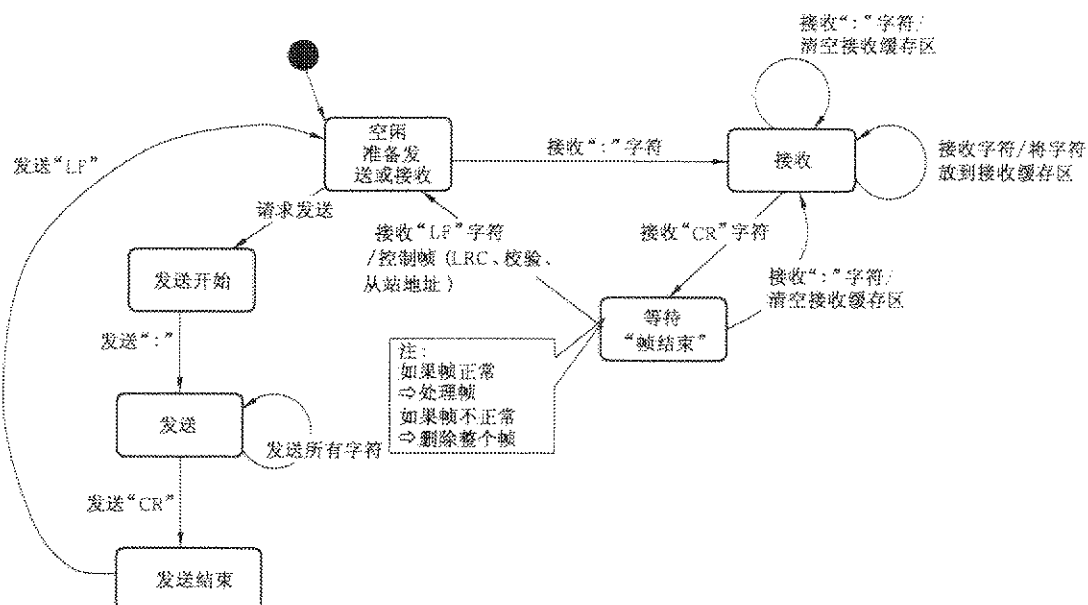 接收“:”字符/
清空接收缓存区
空闲
准备发
送或接收
发送“LF”
接收“:”字符
接收
接收字符/将字符
放到接收缓存区
请求发送
接收“LF”字符
/控制帧(LRC、校验、
从站地址)
接收“CR”字符
发送开始
接收“:”字符/
清空接收缓存区
等待
“帧结束”
发送“:”
注:
如果帧正常
⇨处理帧
如果帧不正常
⇨删除整个帧
发送
发送所有字符
发送“CR”
发送结束